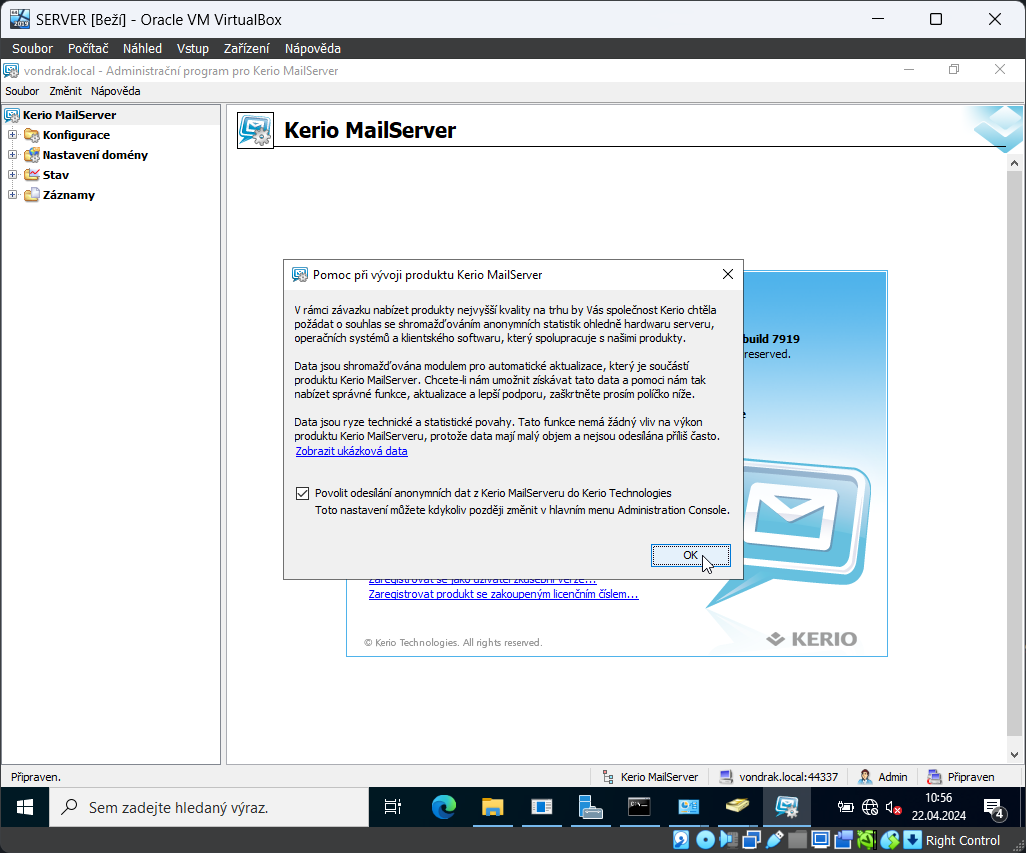 SERVER [Beží] - Oracle VM VirtualBox
Soubor Počítač Náhled Vstup Zařízení Nápověda
vondrak.local - Administrační program pro Kerio MailServer
Soubor Změnit Nápověda
Kerio MailServer
Konfigurace
Nastavení domény
Stav
Záznamy
Kerio MailServer
Pomoc při vývoji produktu Kerio MailServer
V rámci závazku nabízet produkty nejvyšší kvality na trhu by Vás společnost Kerio chtěla
požádat o souhlas se shromažďováním anonymních statistik ohledně hardwaru serveru,
operačních systémů a klientského softwaru, který spolupracuje s našimi produkty.
Data jsou shromažďována modulem pro automatické aktualizace, který je součástí
produktu Kerio MailServer. Chcete-li nám umožnit získávat tato data a pomoci nám tak
nabízet správné funkce, aktualizace a lepší podporu, zaškrtněte prosím políčko níže.
Data jsou ryze technické a statistické povahy. Tato funkce nemá žádný vliv na výkon
produktu Kerio MailServeru, protože data mají malý objem a nejsou odesílána příliš často.
Zobrazit ukázková data
Povolit odesílání anonymních dat z Kerio MailServeru do Kerio Technologies
Toto nastavení můžete kdykoliv později změnit v hlavním menu Administration Console.
OK
build 7919
reserved.
Zaregistrovat se jako uživatel zkušební verze...
Zaregistrovat produkt se zakoupeným licenčním číslem...
© Kerio Technologies. All rights reserved.
KERIO
Připraven.
Kerio MailServer
vondrak.local:44337
Admin
Připraven
Sem zadejte hledaný výraz.
10:56
22.04.2024
4
Right Control